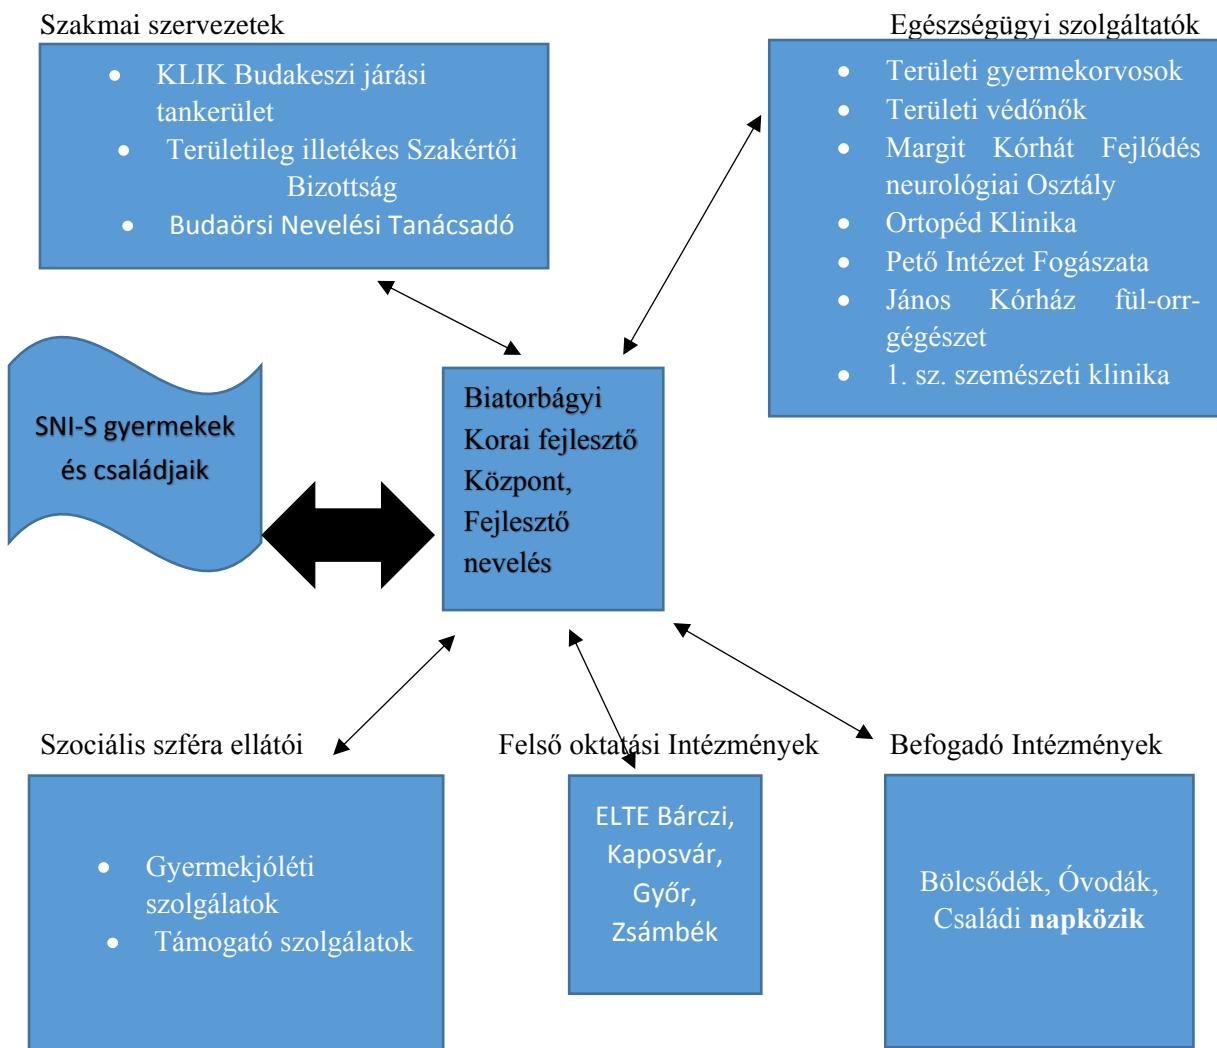 Szakmai szervezetek
KLIK Budakeszi járási
tankerület
Területileg illetékes Szakértői
Bizottság
Budaörsi Nevelési Tanácsadó
Egészségügyi szolgáltatók
Területi gyermekorvosok
Területi védőnők
Margit Kórhát Fejlődés
neurológiai Osztály
Ortopéd Klinika
Pető Intézet Fogászata
János Kórház fül-orr-
gégészet
1. sz. szemészeti klinika
SNI-S gyermekek
és családjaik
Biatorbágyi
Korai fejlesztő
Központ,
Fejlesztő
nevelés
Szociális szféra ellátói
Gyermekjóléti
szolgálatok
Támogató szolgálatok
Felső oktatási Intézmények
ELTE Bárczi,
Kaposvár,
Győr,
Zsámbék
Befogadó Intézmények
Bölcsődék, Óvodák,
Családi napközik